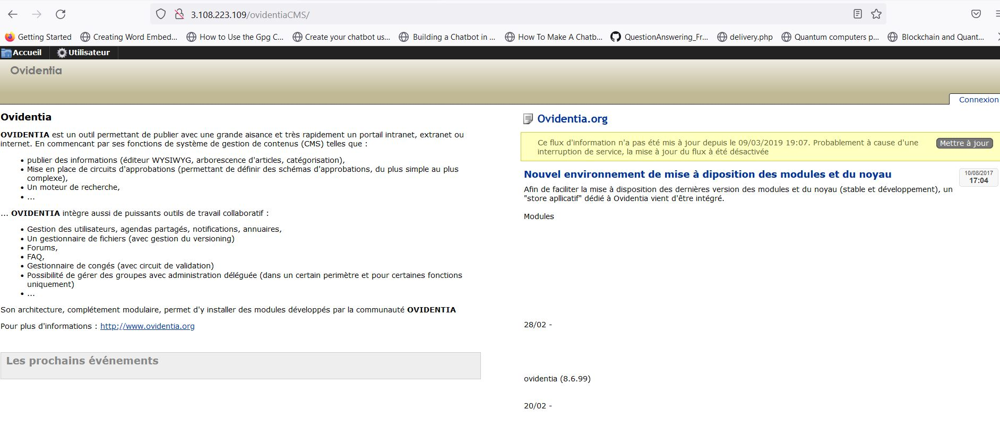 3.108.223.109/ovidentiaCMS/
Getting Started
Creating Word Embed...
How to Use the Gpg C...
Create your chatbot us...
Building a Chatbot in ...
How To Make A Chatb...
QuestionAnswering_Fr...
delivery.php
Quantum computers p...
Blockchain and Quant...
Accueil
Utilisateur
Ovidentia
Connexion
Ovidentia
OVIDENTIA est un outil permettant de publier avec une grande aisance et très rapidement un portail intranet, extranet ou
internet. En commencant par ses fonctions de système de gestion de contenus (CMS) telles que :
• publier des informations (éditeur WYSIWYG, arborescence d'articles, catégorisation),
• Mise en place de circuits d'approbations (permettant de définir des schémas d'approbations, du plus simple au plus
complexe),
• Un moteur de recherche,
• ...
... OVIDENTIA intègre aussi de puissants outils de travail collaboratif :
• Gestion des utilisateurs, agendas partagés, notifications, annuaires,
• Un gestionnaire de fichiers (avec gestion du versioning)
• Forums,
• FAQ,
• Gestionnaire de congés (avec circuit de validation)
• Possibilité de gérer des groupes avec administration déléguée (dans un certain perimètre et pour certaines fonctions
uniquement)
• ...
Son architecture, complétement modulaire, permet d'y installer des modules développés par la communauté OVIDENTIA
Pour plus d'informations : http://www.ovidentia.org
Les prochains événements
Ovidentia.org
Ce flux d'information n'a pas été mis à jour depuis le 09/03/2019 19:07. Probablement à cause d'une
interruption de service, la mise à jour du flux à été désactivée
Mettre à jour
Nouvel environnement de mise à diposition des modules et du noyau
10/08/2017
17:04
Afin de faciliter la mise à disposition des dernières version des modules et du noyau (stable et développement), un
"store apllicatif" dédié à Ovidentia vient d'être intégré.
Modules
28/02 -
ovidentia (8.6.99)
20/02 -